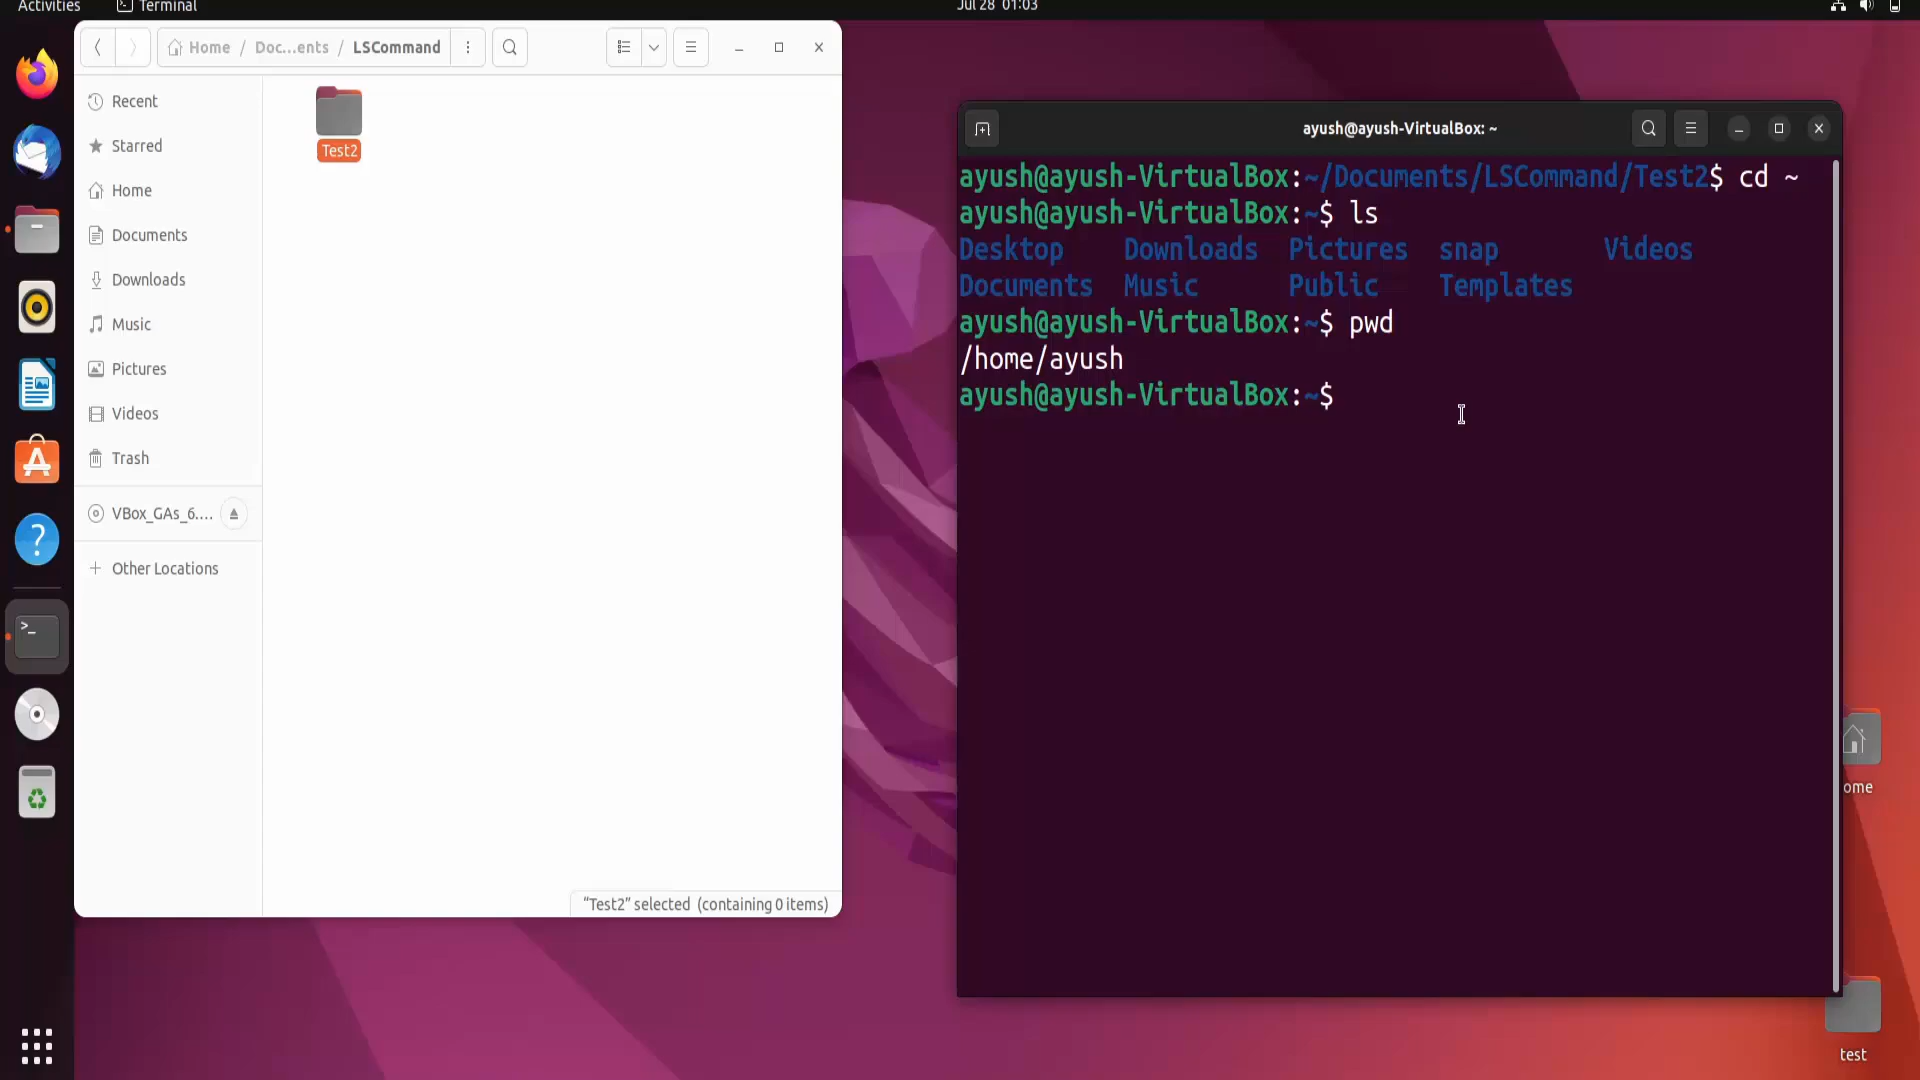 Activities
Terminal
Jul 28 01:03
Home / Doc...ents / LSCommand
Recent
Starred
Home
Documents
Downloads
Music
Pictures
Videos
Trash
VBox_GAs_6....
+ Other Locations
Test2
"Test2" selected (containing 0 items)
ayush@ayush-VirtualBox: ~
ayush@ayush-VirtualBox:~/Documents/LSCommand/Test2$ cd ~
ayush@ayush-VirtualBox:~$ ls
Desktop Downloads Pictures snap Videos
Documents Music Public Templates
ayush@ayush-VirtualBox:~$ pwd
/home/ayush
ayush@ayush-VirtualBox:~$
ome
test